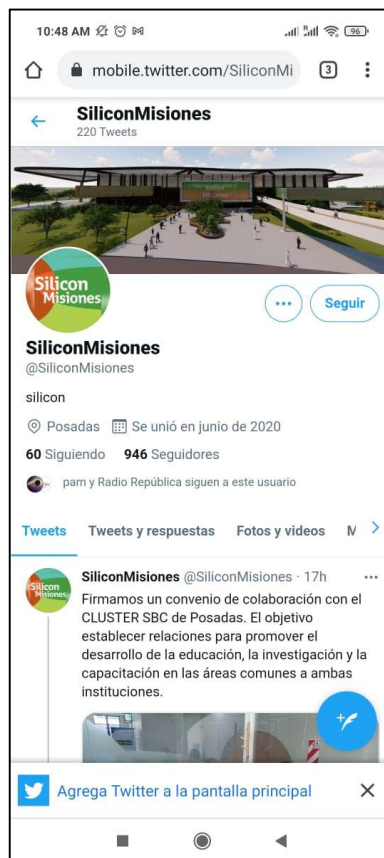 10:48 AM
96
mobile.twitter.com/SiliconMi
3
SiliconMisiones
220 Tweets
Silicon
Misiones
Seguir
SiliconMisiones
@SiliconMisiones
silicon
Posadas Se unió en junio de 2020
60 Siguiendo 946 Seguidores
pam y Radio República siguen a este usuario
Tweets Tweets y respuestas Fotos y videos M
Silicon
Misiones
SiliconMisiones @SiliconMisiones · 17h
Firmamos un convenio de colaboración con el
CLUSTER SBC de Posadas. El objetivo
establecer relaciones para promover el
desarrollo de la educación, la investigación y la
capacitación en las áreas comunes a ambas
instituciones.
Agrega Twitter a la pantalla principal